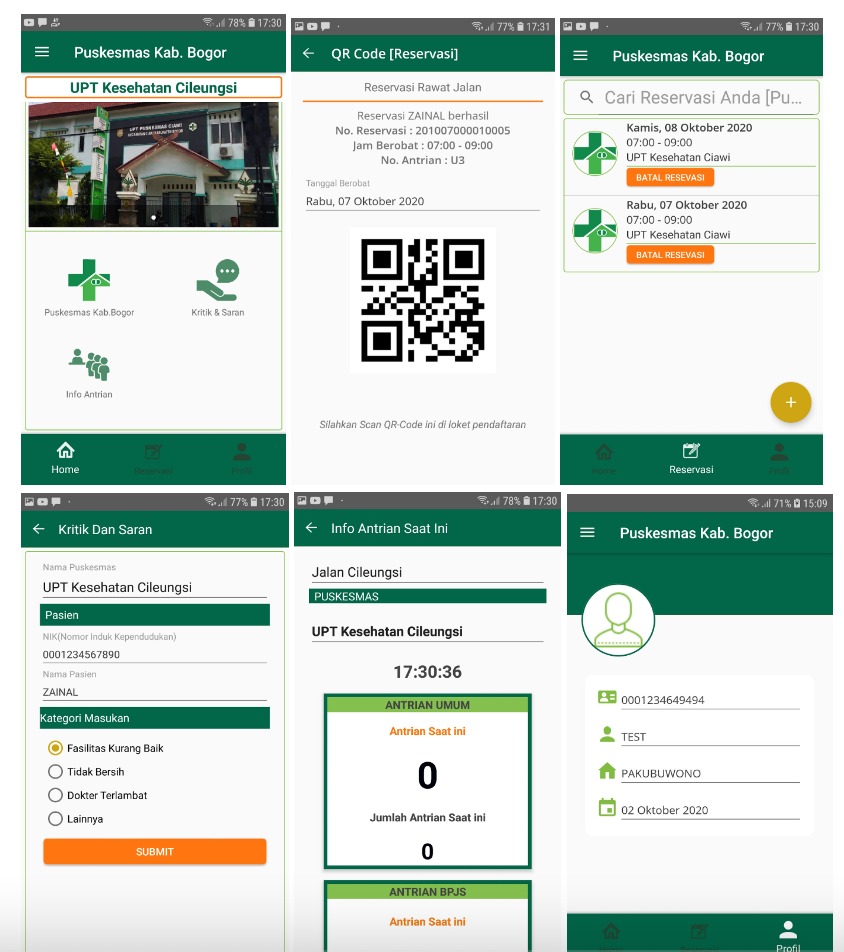 78% 17:30
Puskesmas Kab. Bogor
UPT Kesehatan Cileungsi
UPT PUSKESMAS CIAWI
Puskesmas Kab.Bogor
Kritik & Saran
Info Antrian
Home
Reservasi
Profil
77% 17:31
QR Code [Reservasi]
Reservasi Rawat Jalan
Reservasi ZAINAL berhasil
No. Reservasi : 201007000010005
Jam Berobat : 07:00 - 09:00
No. Antrian : U3
Tanggal Berobat
Rabu, 07 Oktober 2020
Silahkan Scan QR-Code ini di loket pendaftaran
77% 17:30
Puskesmas Kab. Bogor
Cari Reservasi Anda [Pu...
Kamis, 08 Oktober 2020
07:00 - 09:00
UPT Kesehatan Ciawi
BATAL RESEVASI
Rabu, 07 Oktober 2020
07:00 - 09:00
UPT Kesehatan Ciawi
BATAL RESEVASI
+
Home
Reservasi
Profil
77% 17:30
Kritik Dan Saran
Nama Puskesmas
UPT Kesehatan Cileungsi
Pasien
NIK(Nomor Induk Kependudukan)
0001234567890
Nama Pasien
ZAINAL
Kategori Masukan
Fasilitas Kurang Baik
Tidak Bersih
Dokter Terlambat
Lainnya
SUBMIT
78% 17:30
Info Antrian Saat Ini
Jalan Cileungsi
PUSKESMAS
UPT Kesehatan Cileungsi
17:30:36
ANTRIAN UMUM
Antrian Saat ini
0
Jumlah Antrian Saat ini
0
ANTRIAN BPJS
Antrian Saat ini
71% 15:09
Puskesmas Kab. Bogor
0001234649494
TEST
PAKUBUWONO
02 Oktober 2020
Profil